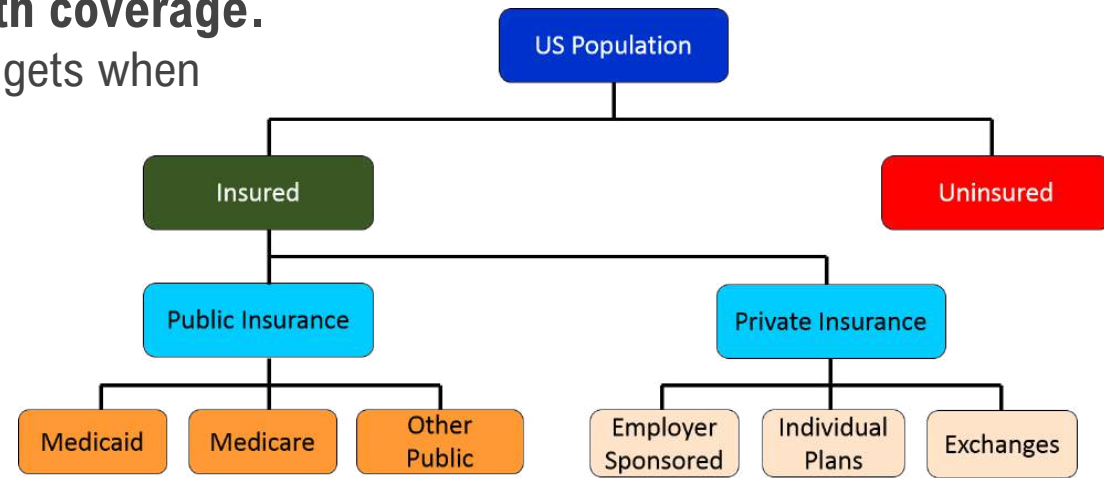 th coverage.
gets when
US Population
Insured
Uninsured
Public Insurance
Private Insurance
Medicaid
Medicare
Other
Public
Employer
Sponsored
Individual
Plans
Exchanges